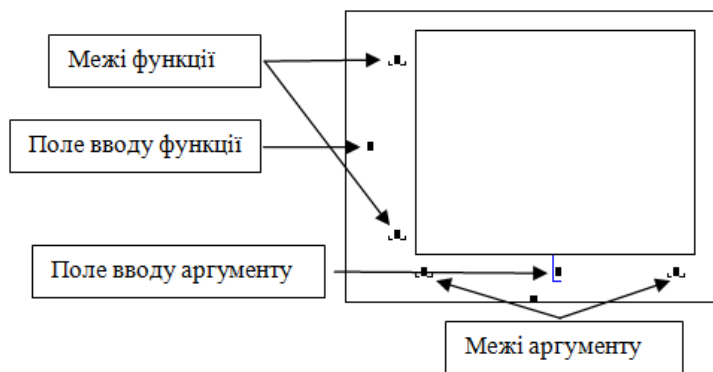 Межі функції
Поле вводу функції
Поле вводу аргументу
Межі аргументу